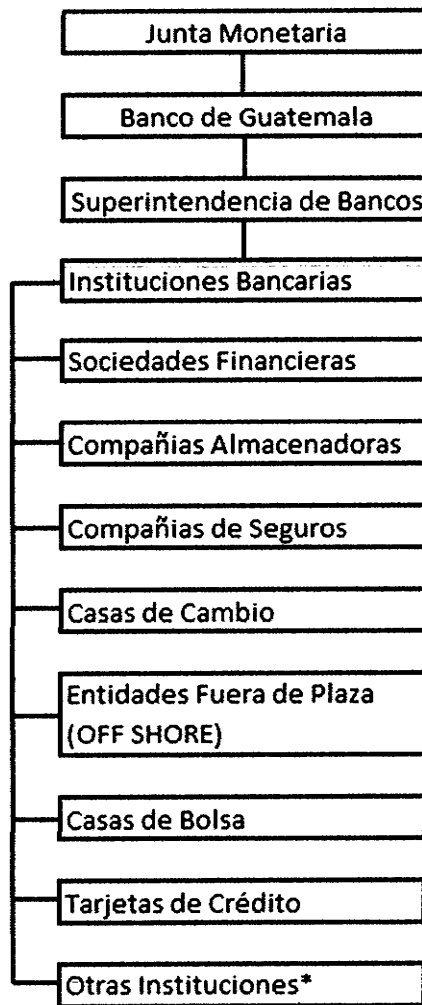 Junta Monetaria
Banco de Guatemala
Superintendencia de Bancos
Instituciones Bancarias
Sociedades Financieras
Compañias Almacenadoras
Compañias de Seguros
Casas de Cambio
Entidades Fuera de Plaza
(OFF SHORE)
Casas de Bolsa
Tarjetas de Crédito
Otras Instituciones*